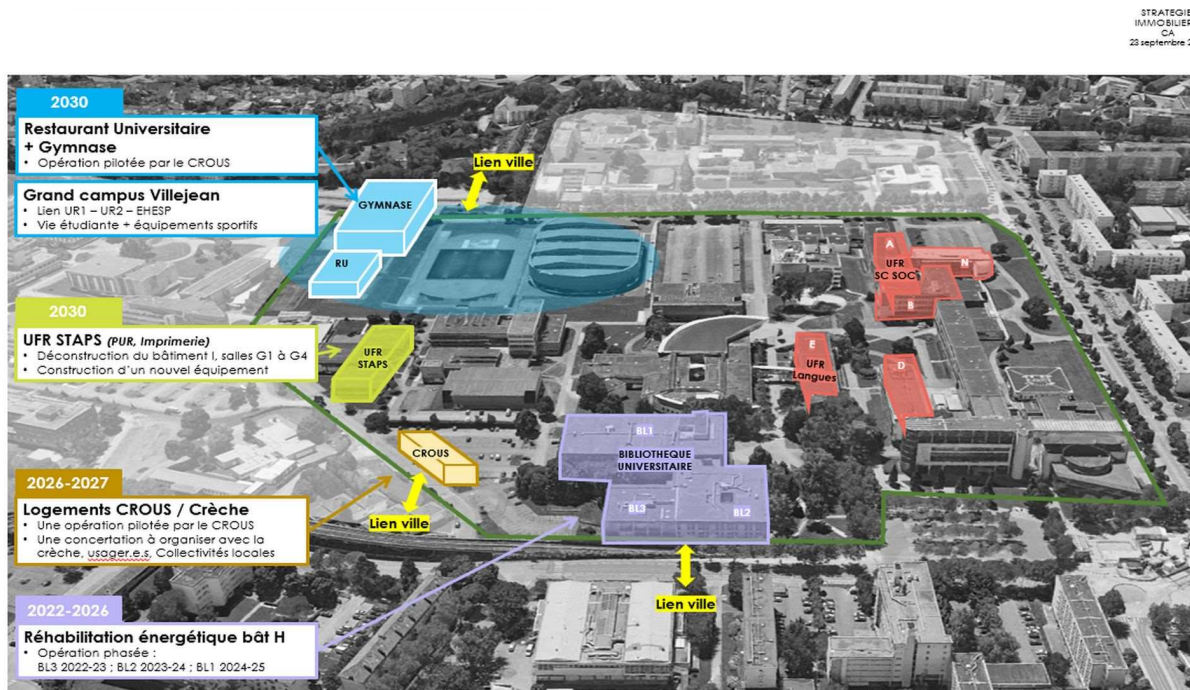 STRATEGIE
IMMOBILIER
CA
23 septembre 2
2030
Restaurant Universitaire
+ Gymnase
• Opération pilotée par le CROUS
Grand campus Villejean
• Lien UR1 – UR2 – EHESP
• Vie étudiante + équipements sportifs
2030
UFR STAPS (PUR, Imprimerie)
• Déconstruction du bâtiment I, salles G1 à G4
• Construction d'un nouvel équipement
2026-2027
Logements CROUS / Crèche
• Une opération pilotée par le CROUS
• Une concertation à organiser avec la
crèche, usager.e.s, Collectivités locales
2022-2026
Réhabilitation énergétique bât H
• Opération phasée :
BL3 2022-23 ; BL2 2023-24 ; BL1 2024-25
Lien ville
GYMNASE
RU
A
UFR
SC SOC
N
B
UFR
STAPS
E
UFR
Langues
D
CROUS
Lien ville
BL1
BIBLIOTHEQUE
UNIVERSITAIRE
BL3
BL2
Lien ville